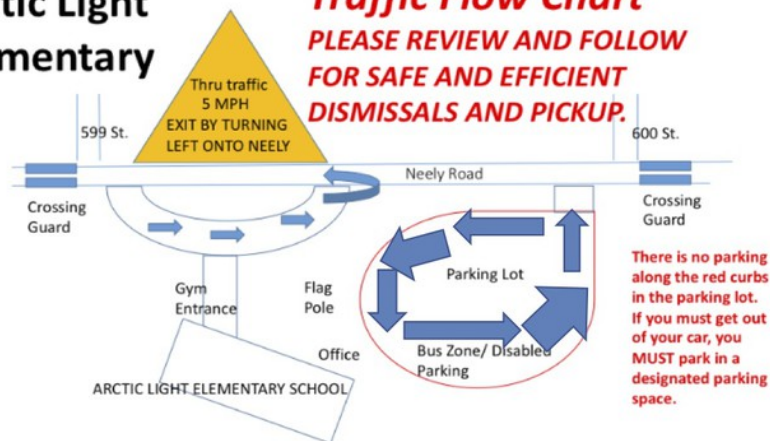 tic Light
mentary
Traffic Flow Chart
PLEASE REVIEW AND FOLLOW
FOR SAFE AND EFFICIENT
DISMISSALS AND PICKUP.
Thru traffic
5 MPH
EXIT BY TURNING
LEFT ONTO NEELY
599 St.
600 St.
Neely Road
Crossing
Guard
Crossing
Guard
Gym
Entrance
Flag
Pole
Parking Lot
Office
Bus Zone/ Disabled
Parking
ARCTIC LIGHT ELEMENTARY SCHOOL
There is no parking
along the red curbs
in the parking lot.
If you must get out
of your car, you
MUST park in a
designated parking
space.